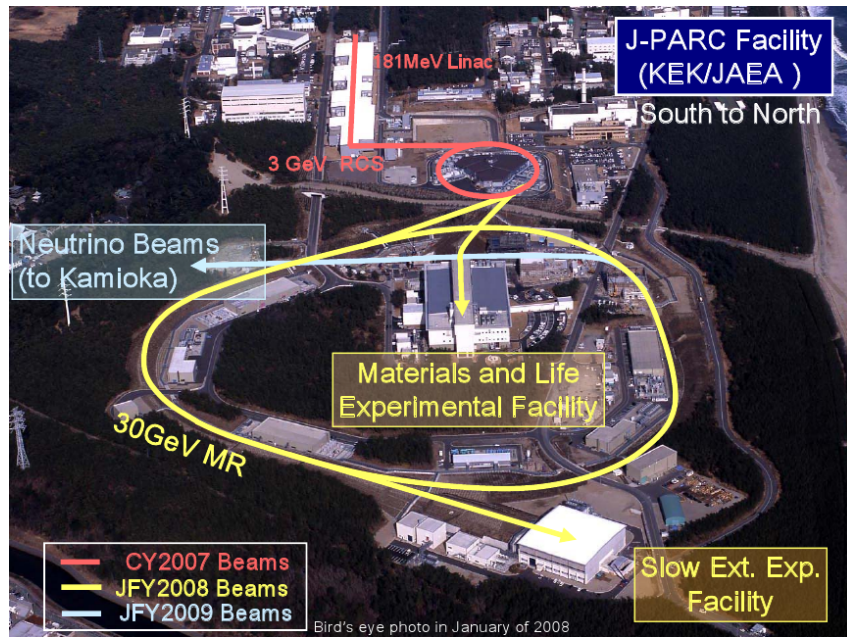 J-PARC Facility
(KEK/JAEA )
South to North
181MeV Linac
3 GeV RCS
Neutrino Beams
(to Kamioka)
Materials and Life
Experimental Facility
30GeV MR
CY2007 Beams
JFY2008 Beams
JFY2009 Beams
Slow Ext. Exp.
Facility
Bird's eye photo in January of 2008